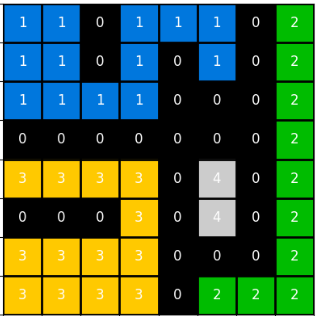 1 1 0 1 1 1 0 2
1 1 0 1 0 1 0 2
1 1 1 1 0 0 0 2
0 0 0 0 0 0 0 2
3 3 3 3 0 4 0 2
0 0 0 3 0 4 0 2
3 3 3 3 0 0 0 2
3 3 3 3 0 2 2 2